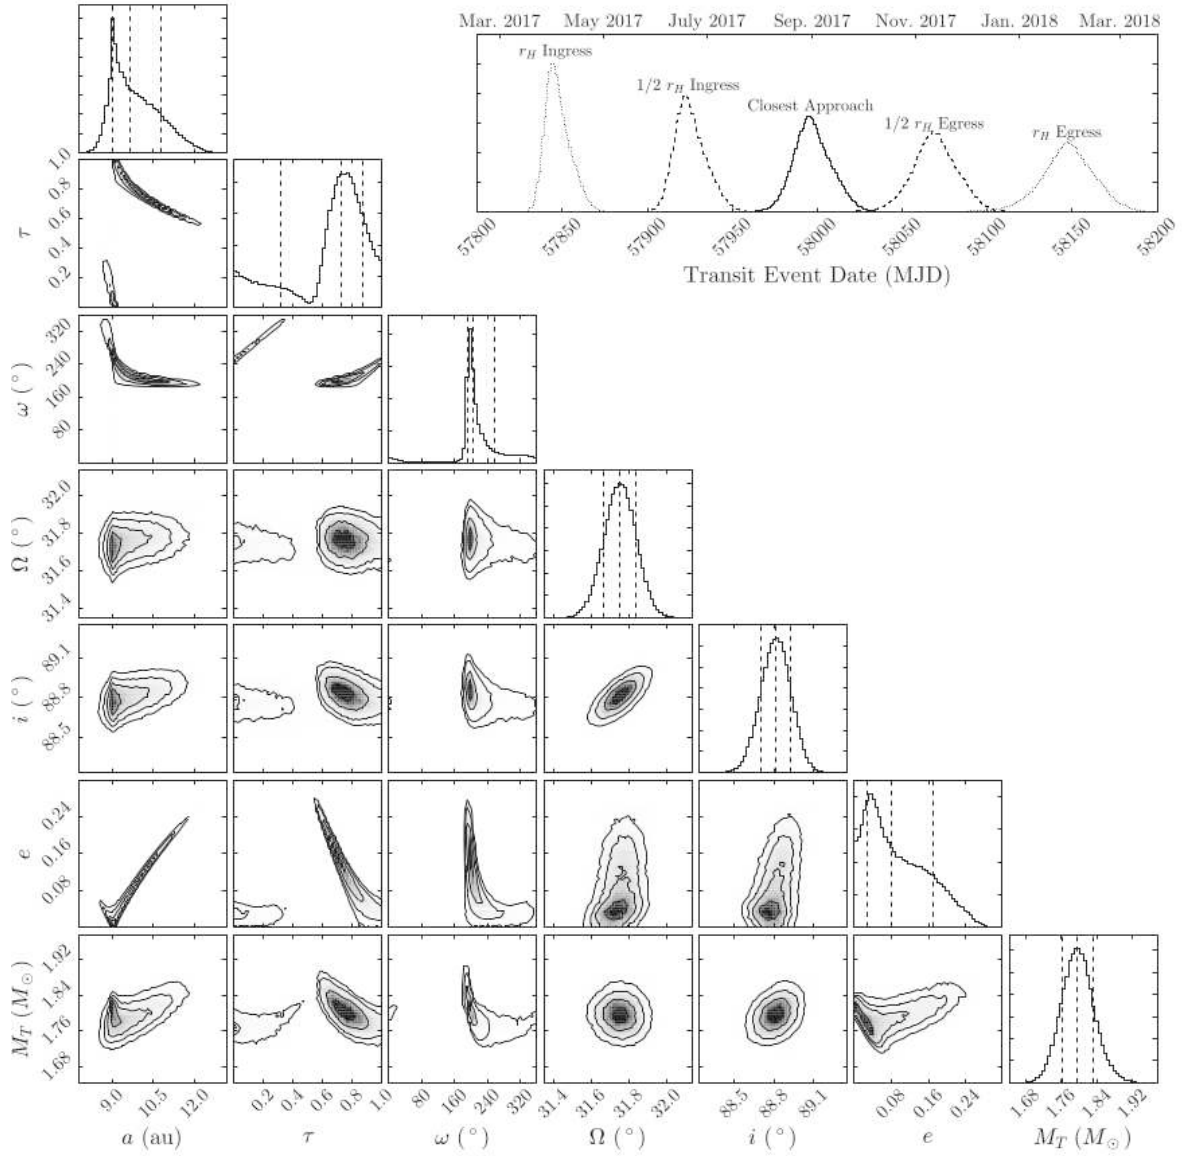 Mar. 2017 May 2017 July 2017 Sep. 2017 Nov. 2017 Jan. 2018 Mar. 2018
r_H Ingress
1/2 r_H Ingress
Closest Approach
1/2 r_H Egress
r_H Egress
57800 57850 57900 57950 58000 58050 58100 58150 58200
Transit Event Date (MJD)
τ
1.0
0.8
0.6
0.4
0.2
ω (°)
320
240
160
80
Ω (°)
32.0
31.8
31.6
31.4
i (°)
89.1
88.8
88.5
e
0.24
0.16
0.08
M_T (M_⊙)
1.92
1.84
1.76
1.68
9.0 10.5 12.0
0.2 0.4 0.6 0.8 1.0
80 160 240 320
31.4 31.6 31.8 32.0
88.5 88.8 89.1
0.08 0.16 0.24
1.68 1.76 1.84 1.92
a (au) τ ω (°) Ω (°) i (°) e M_T (M_⊙)